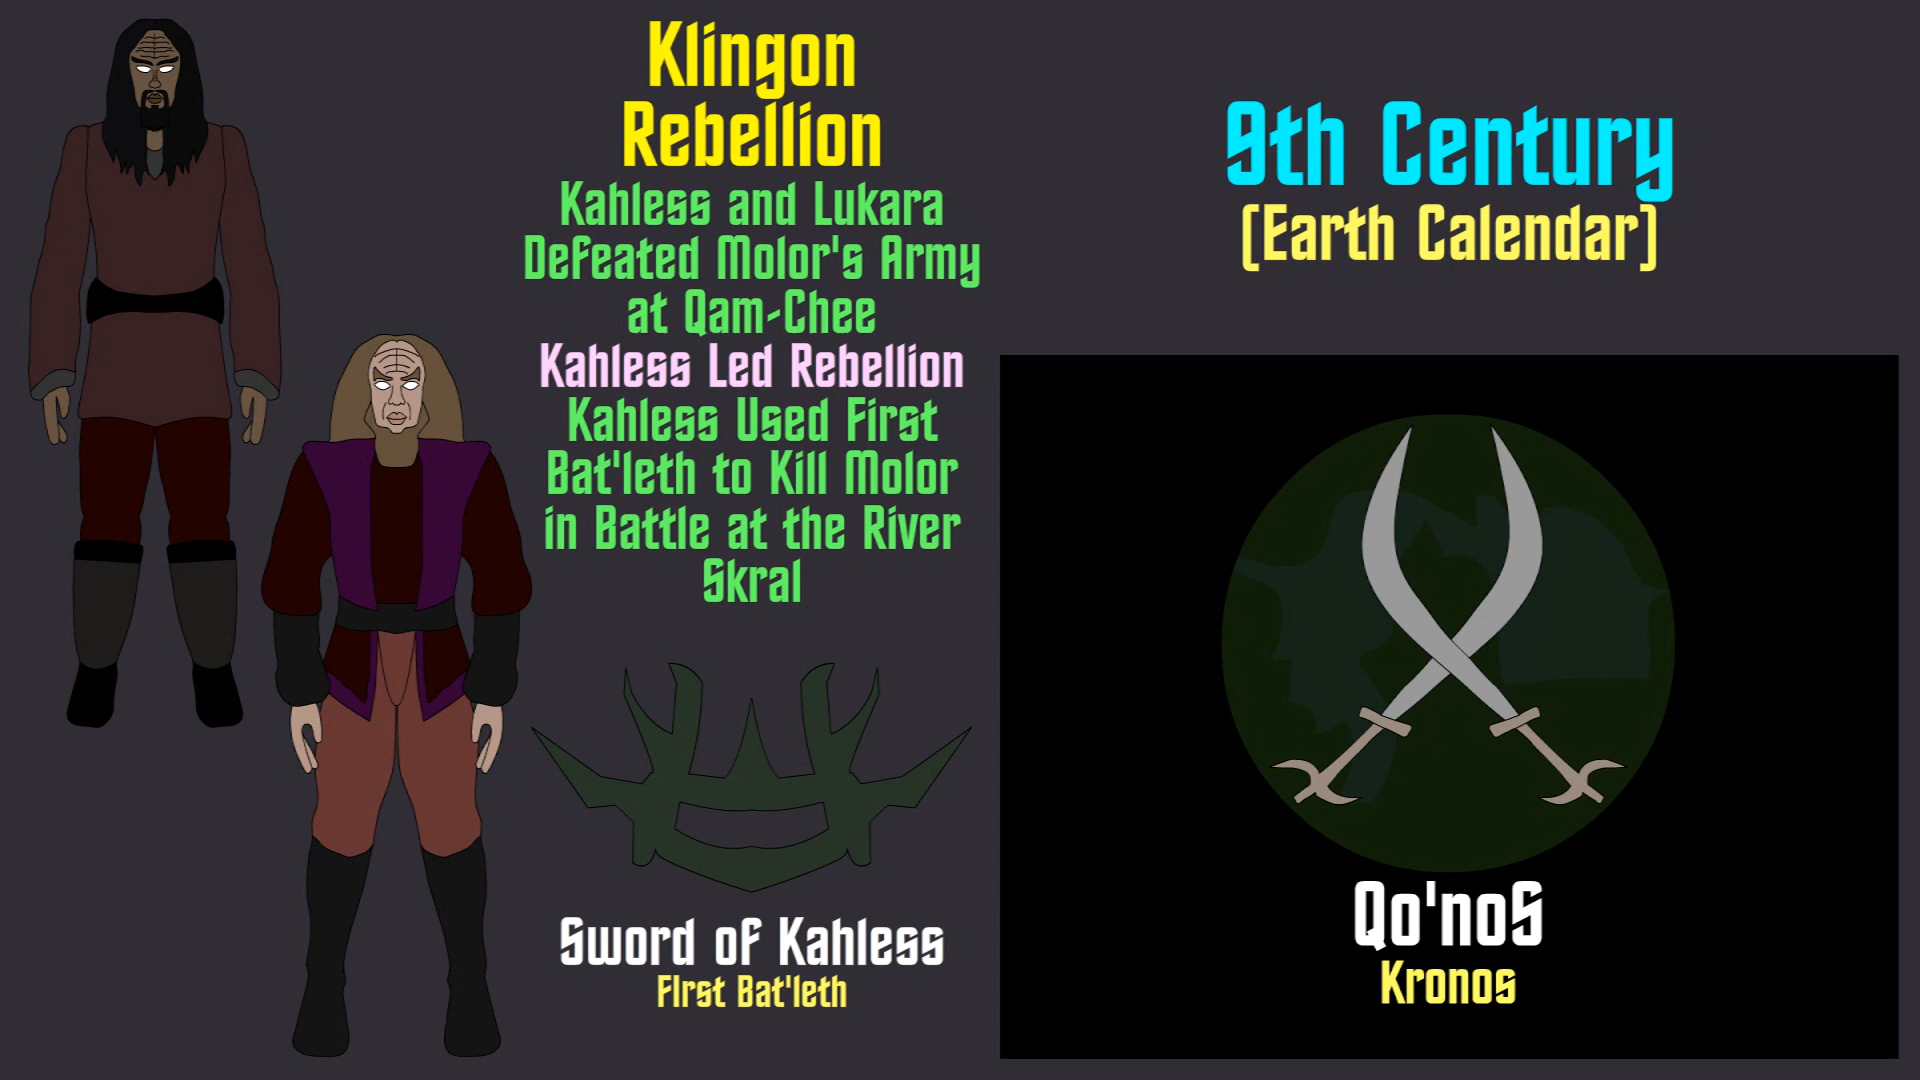 Klingon
Rebellion
Kahless and Lukara
Defeated Molor's Army
at Qam-Chee
Kahless Led Rebellion
Kahless Used First
Bat'leth to Kill Molor
in Battle at the River
Skral
Sword of Kahless
FIrst Bat'leth
9th Century
(Earth Calendar)
Qo'noS
Kronos